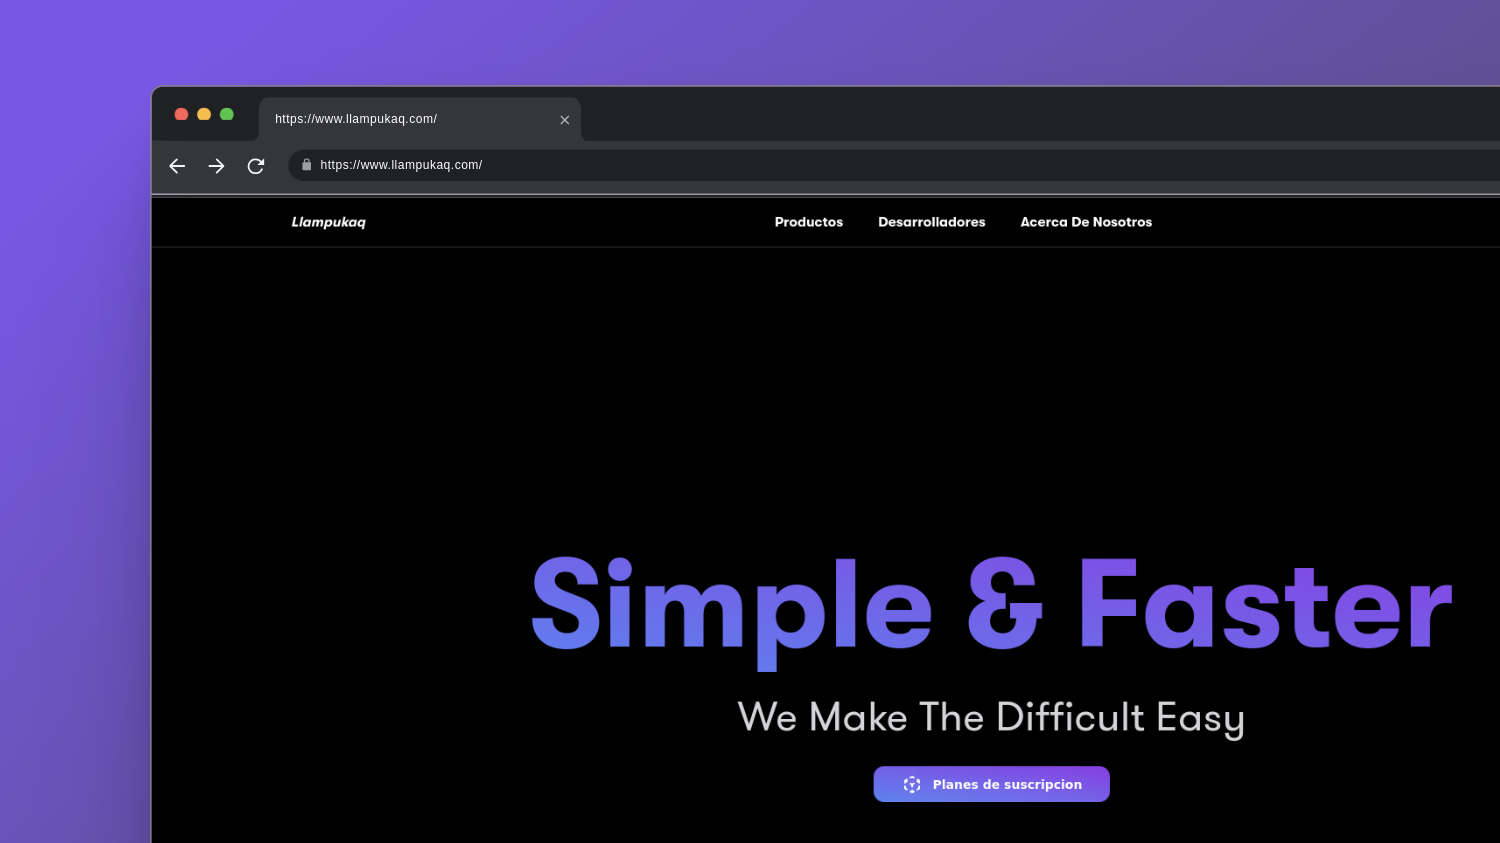 https://www.llampukaq.com/
https://www.llampukaq.com/
Llampukaq Productos Desarrolladores Acerca De Nosotros
Simple & Faster
We Make The Difficult Easy
Planes de suscripcion